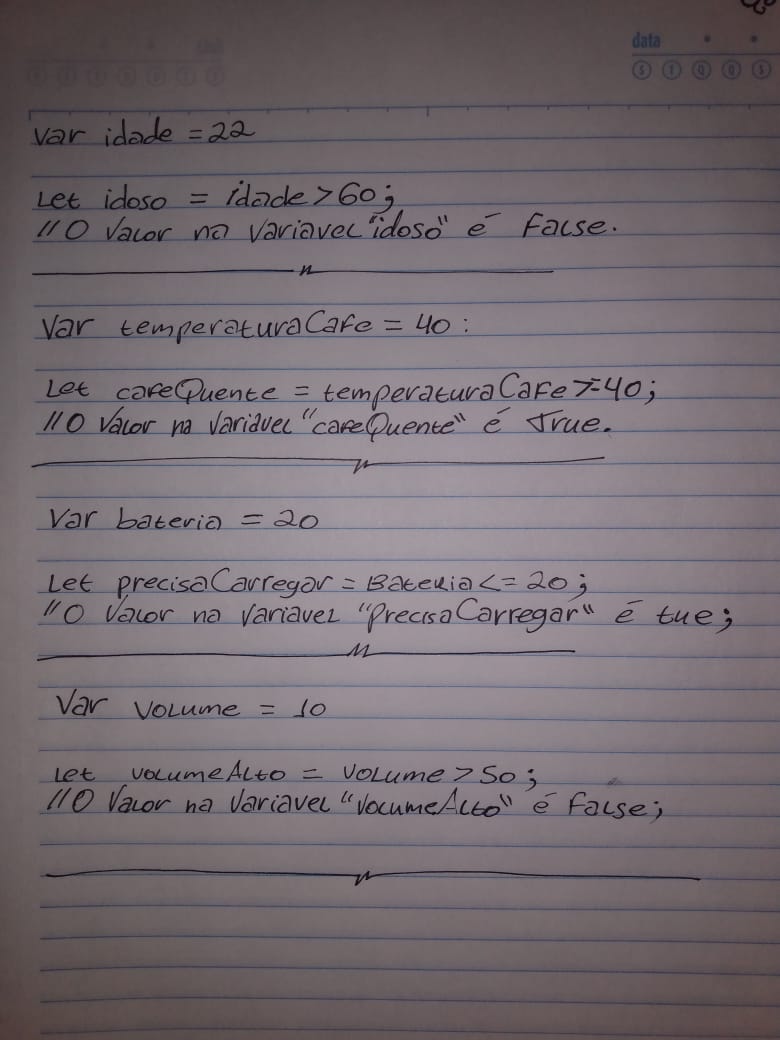 data
S T Q Q S
var idade = 22
Let idoso = idade > 60;
// O Valor na variavel "idoso" é False.
Var temperaturaCafe = 40:
Let cafeQuente = temperaturaCafe >= 40;
// O Valor na Variavel "cafeQuente" é True.
Var bateria = 20
Let precisaCarregar = Bateria <= 20;
// O Valor na Variavel "PrecisaCarregar" é tue;
Var Volume = 10
Let volumeAlto = Volume > 50;
// O Valor na Variavel "VolumeAlto" é False;